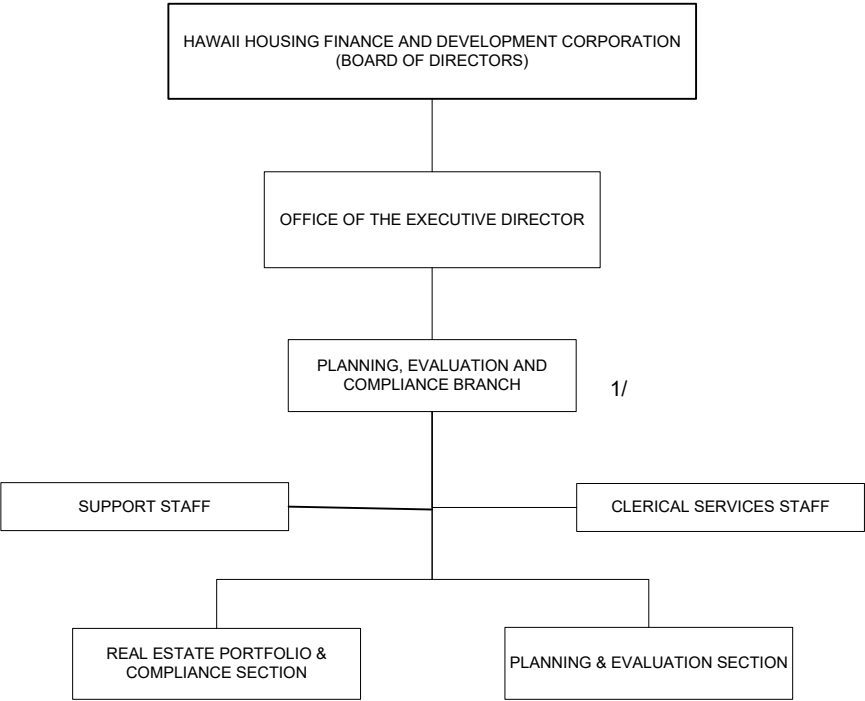 HAWAII HOUSING FINANCE AND DEVELOPMENT CORPORATION
(BOARD OF DIRECTORS)
OFFICE OF THE EXECUTIVE DIRECTOR
PLANNING, EVALUATION AND
COMPLIANCE BRANCH
1/
SUPPORT STAFF
CLERICAL SERVICES STAFF
REAL ESTATE PORTFOLIO &
COMPLIANCE SECTION
PLANNING & EVALUATION SECTION